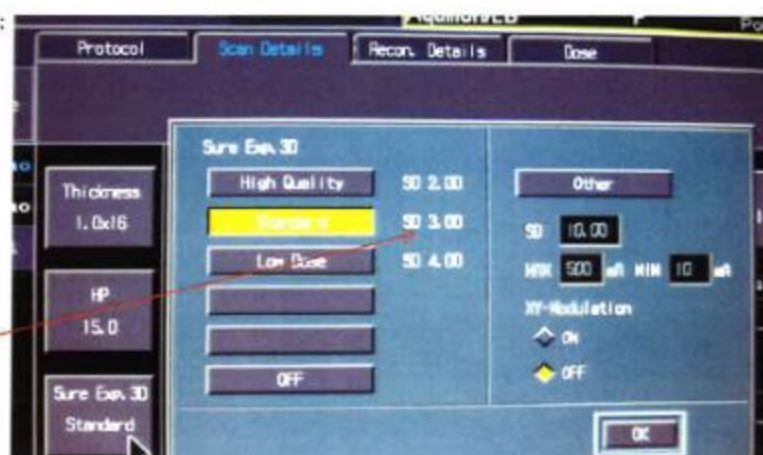 Protocol
Scan Details
Recon. Details
Dose
Sure Exp. 3D
High Quality SD 2.00
Standard SD 3.00
Low Dose SD 4.00
OFF
Other
SD 10.00
MAX 500 mA MIN 10 mA
XY-Modulation
ON
OFF
OK
Thickness
1.0x16
HP
15.0
Sure Exp. 3D
Standard